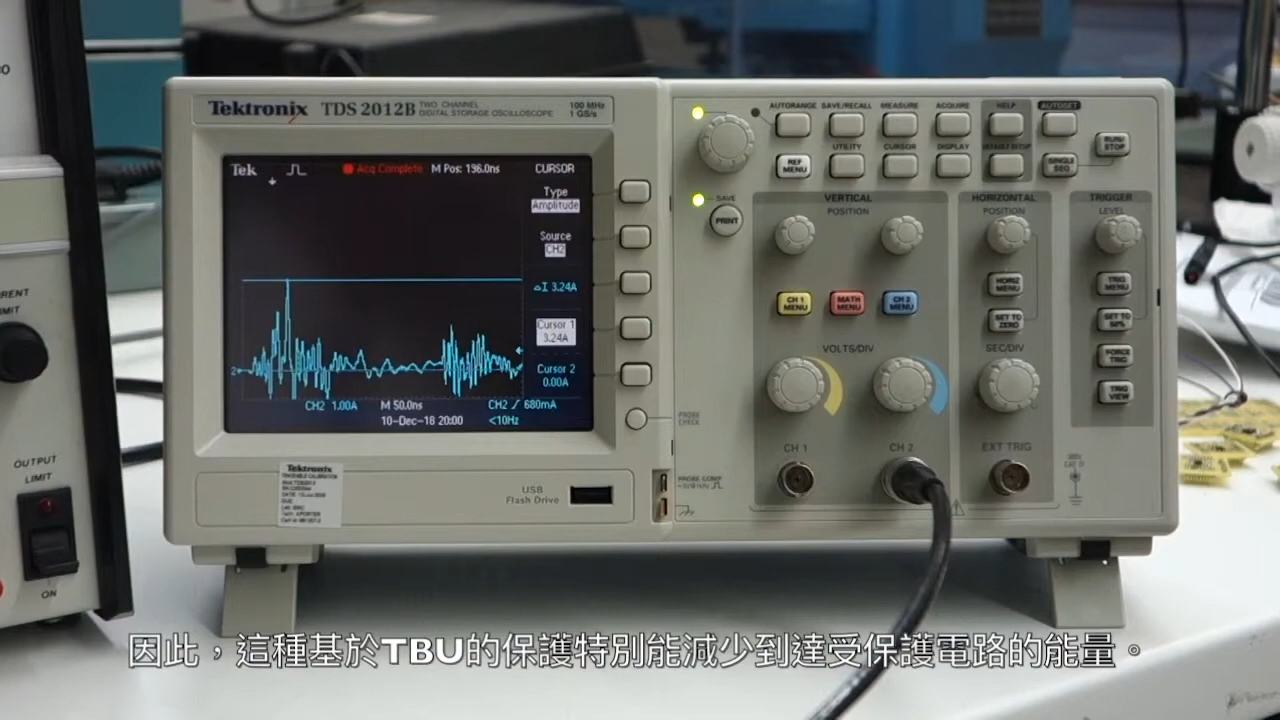 Tektronix TDS 2012B TWO CHANNEL DIGITAL STORAGE OSCILLOSCOPE 100 MHz 1 GS/s
Tek Acq Complete M Pos: 196.0ns CURSOR
Type
Amplitude
Source
CH2
△I 3.24A
Cursor 1
3.24A
Cursor 2
0.00A
2
CH2 1.00A M 50.0ns CH2 680mA
10-Dec-18 20:00 <10Hz
AUTORANGE SAVE/RECALL MEASURE ACQUIRE HELP AUTOSET
REF MENU
UTILITY CURSOR DISPLAY DEFAULT SETUP
SINGLE SEQ
RUN/STOP
SAVE
PRINT
VERTICAL HORIZONTAL TRIGGER
POSITION POSITION LEVEL
CH 1 MENU
MATH MENU
CH 2 MENU
HORIZ MENU
SET TO ZERO
TRIG MENU
SET TO 50%
FORCE TRIG
TRIG VIEW
VOLTS/DIV SEC/DIV
CH 1 CH 2 EXT TRIG
PROBE CHECK
PROBE COMP
USB
Flash Drive
Tektronix
OUTPUT
LIMIT
ON
因此，這種基於TBU的保護特別能減少到達受保護電路的能量。